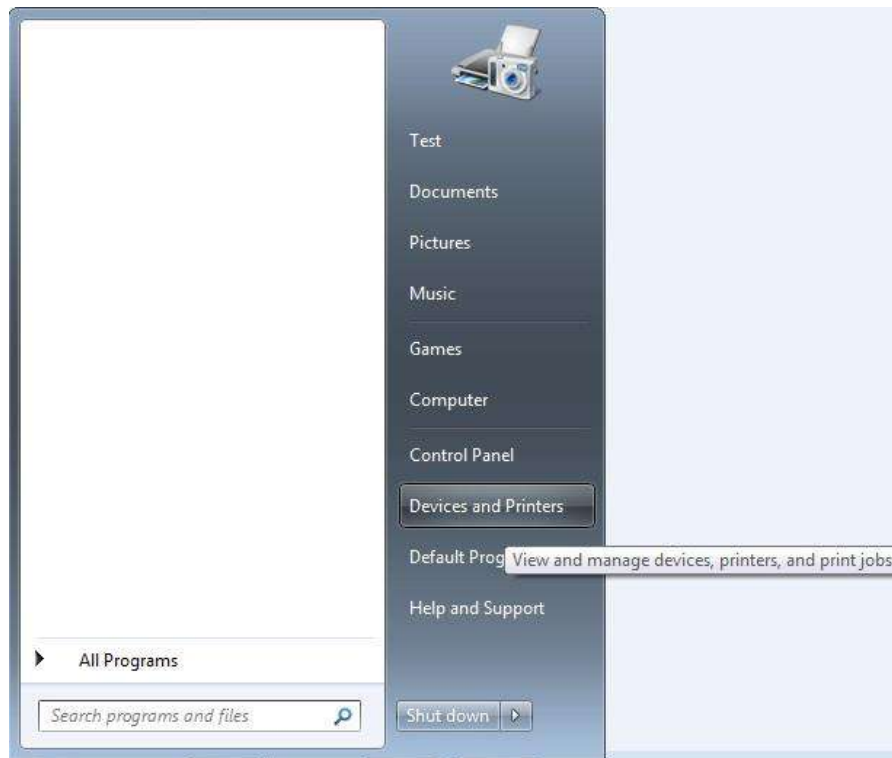 Test
Documents
Pictures
Music
Games
Computer
Control Panel
Devices and Printers
Default Prog
View and manage devices, printers, and print jobs
Help and Support
All Programs
Search programs and files
Shut down